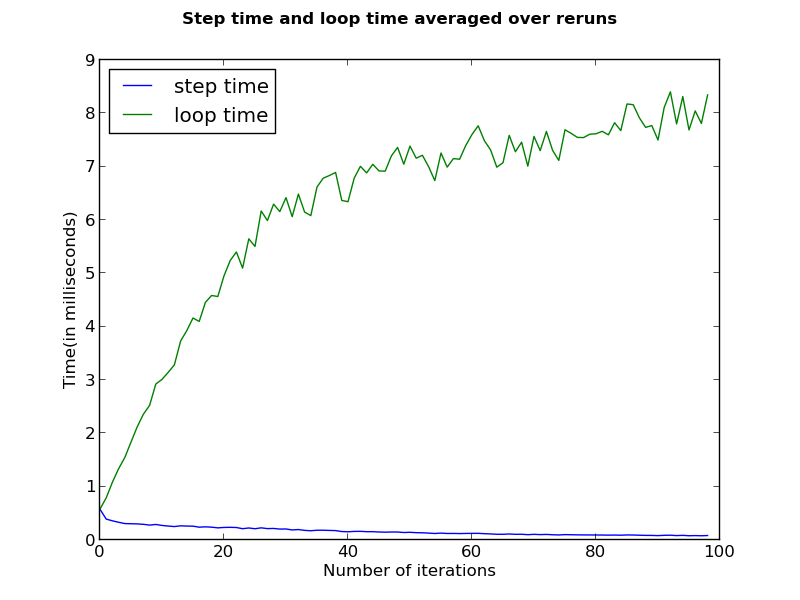 Step time and loop time averaged over reruns
step time
loop time
Time(in milliseconds)
9
8
7
6
5
4
3
2
1
0
0 20 40 60 80 100
Number of iterations